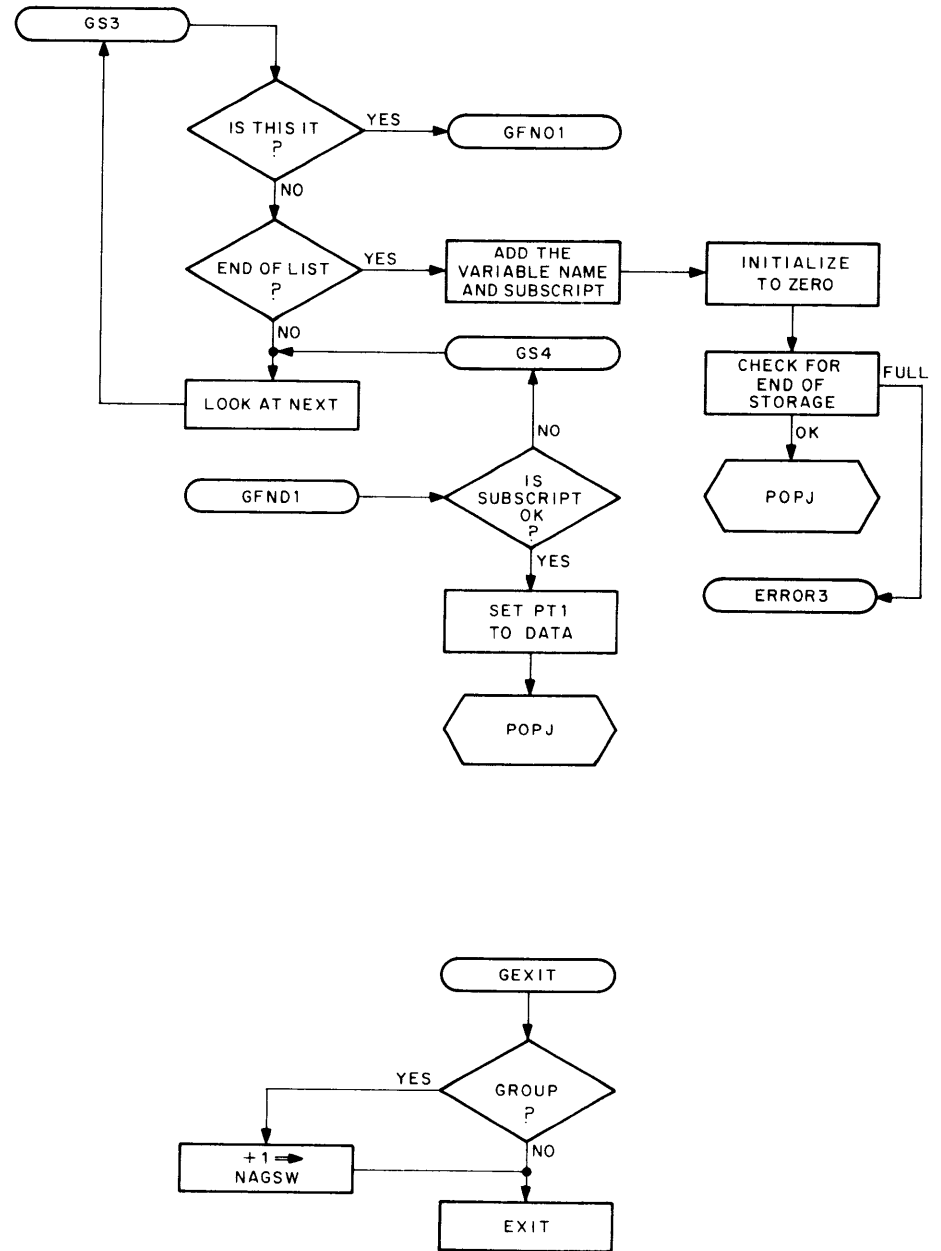 GS3
IS THIS IT
?
YES
GFNO1
NO
END OF LIST
?
YES
ADD THE
VARIABLE NAME
AND SUBSCRIPT
INITIALIZE
TO ZERO
NO
GS4
LOOK AT NEXT
CHECK FOR
END OF
STORAGE
FULL
OK
POPJ
ERROR3
NO
GFND1
IS
SUBSCRIPT
OK
?
YES
SET PT1
TO DATA
POPJ
GEXIT
GROUP
?
YES
NO
+1 ⇒
NAGSW
EXIT